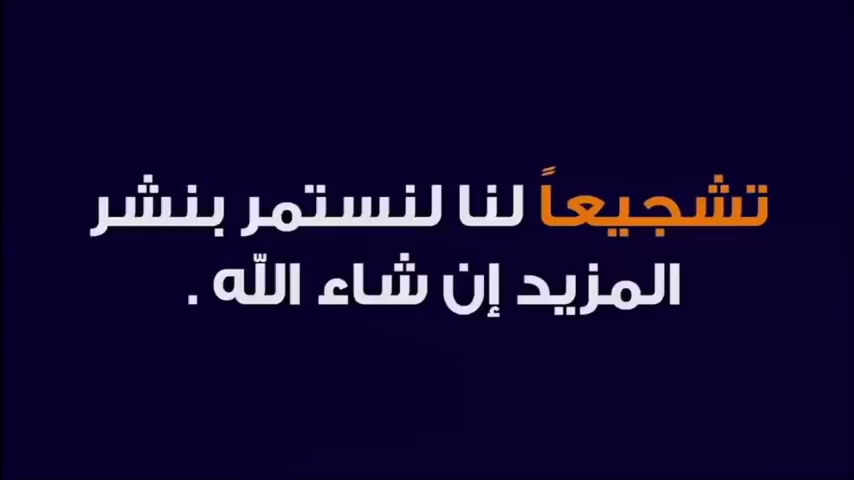 تشجيعاً لنا لنستمر بنشر
المزيد إن شاء الله .